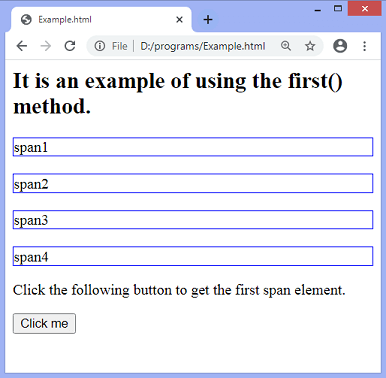 Example.html
File | D:/programs/Example.html
It is an example of using the first()
method.
span1
span2
span3
span4
Click the following button to get the first span element.
Click me